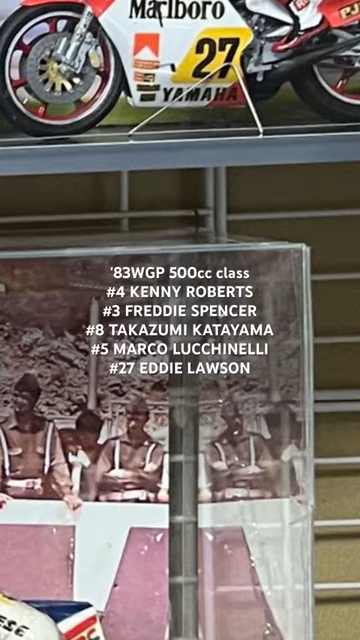 Marlboro
27
YAMAHA
'83WGP 500cc class
#4 KENNY ROBERTS
#3 FREDDIE SPENCER
#8 TAKAZUMI KATAYAMA
#5 MARCO LUCCHINELLI
#27 EDDIE LAWSON